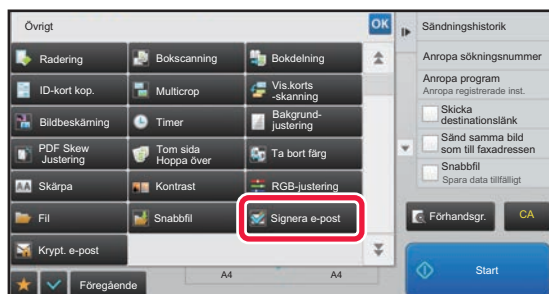 Övrigt
OK
Radering
Bokscanning
Bokdelning
ID-kort kop.
Multicrop
Vis.korts
-skanning
Bildbeskärning
Timer
Bakgrund-
justering
PDF Skew
Justering
Tom sida
Hoppa över
Ta bort färg
Skärpa
Kontrast
RGB-justering
Fil
Snabbfil
Signera e-post
Krypt. e-post
Föregående
A4
A4
Sändningshistorik
Anropa sökningsnummer
Anropa program
Anropa registrerade inst.
Skicka
destinationslänk
Sänd samma bild
som till faxadressen
Snabbfil
Spara data tillfälligt
Förhandsgr.
CA
Start